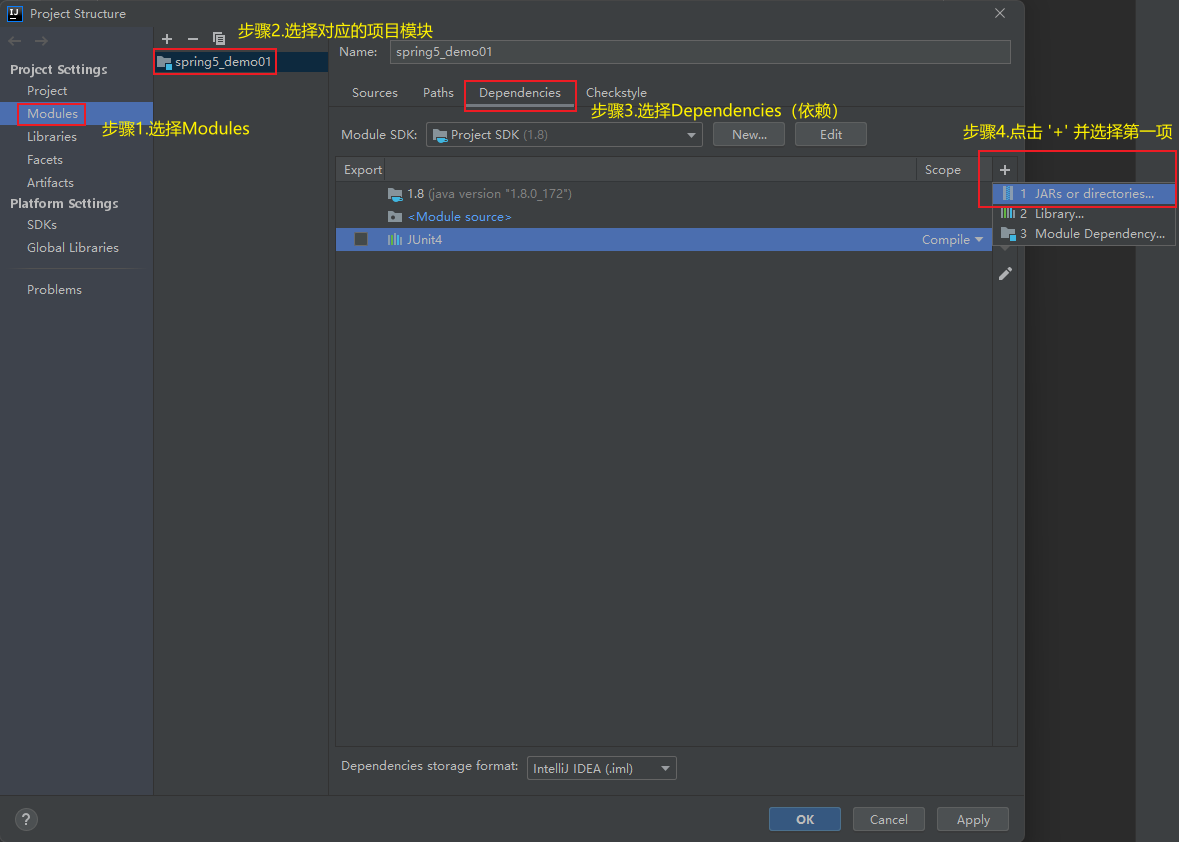 IJ Project Structure
步骤2.选择对应的项目模块
Name: spring5_demo01
spring5_demo01
Project Settings
Project
Modules
步骤1.选择Modules
Libraries
Facets
Artifacts
Platform Settings
SDKs
Global Libraries
Problems
Sources Paths Dependencies Checkstyle
步骤3.选择Dependencies（依赖）
Module SDK: Project SDK (1.8) New... Edit
步骤4.点击 '+' 并选择第一项
Export Scope +
1.8 (java version "1.8.0_172")
<Module source>
JUnit4 Compile
1 JARs or directories...
2 Library...
3 Module Dependency...
Dependencies storage format: IntelliJ IDEA (.iml)
? OK Cancel Apply